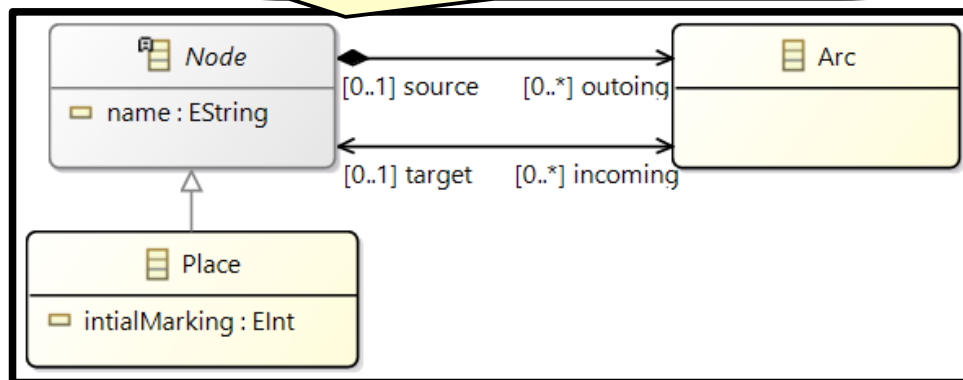 Node
Arc
name : EString
[0..1] source
[0..*] outoing
[0..1] target
[0..*] incoming
Place
intialMarking : EInt